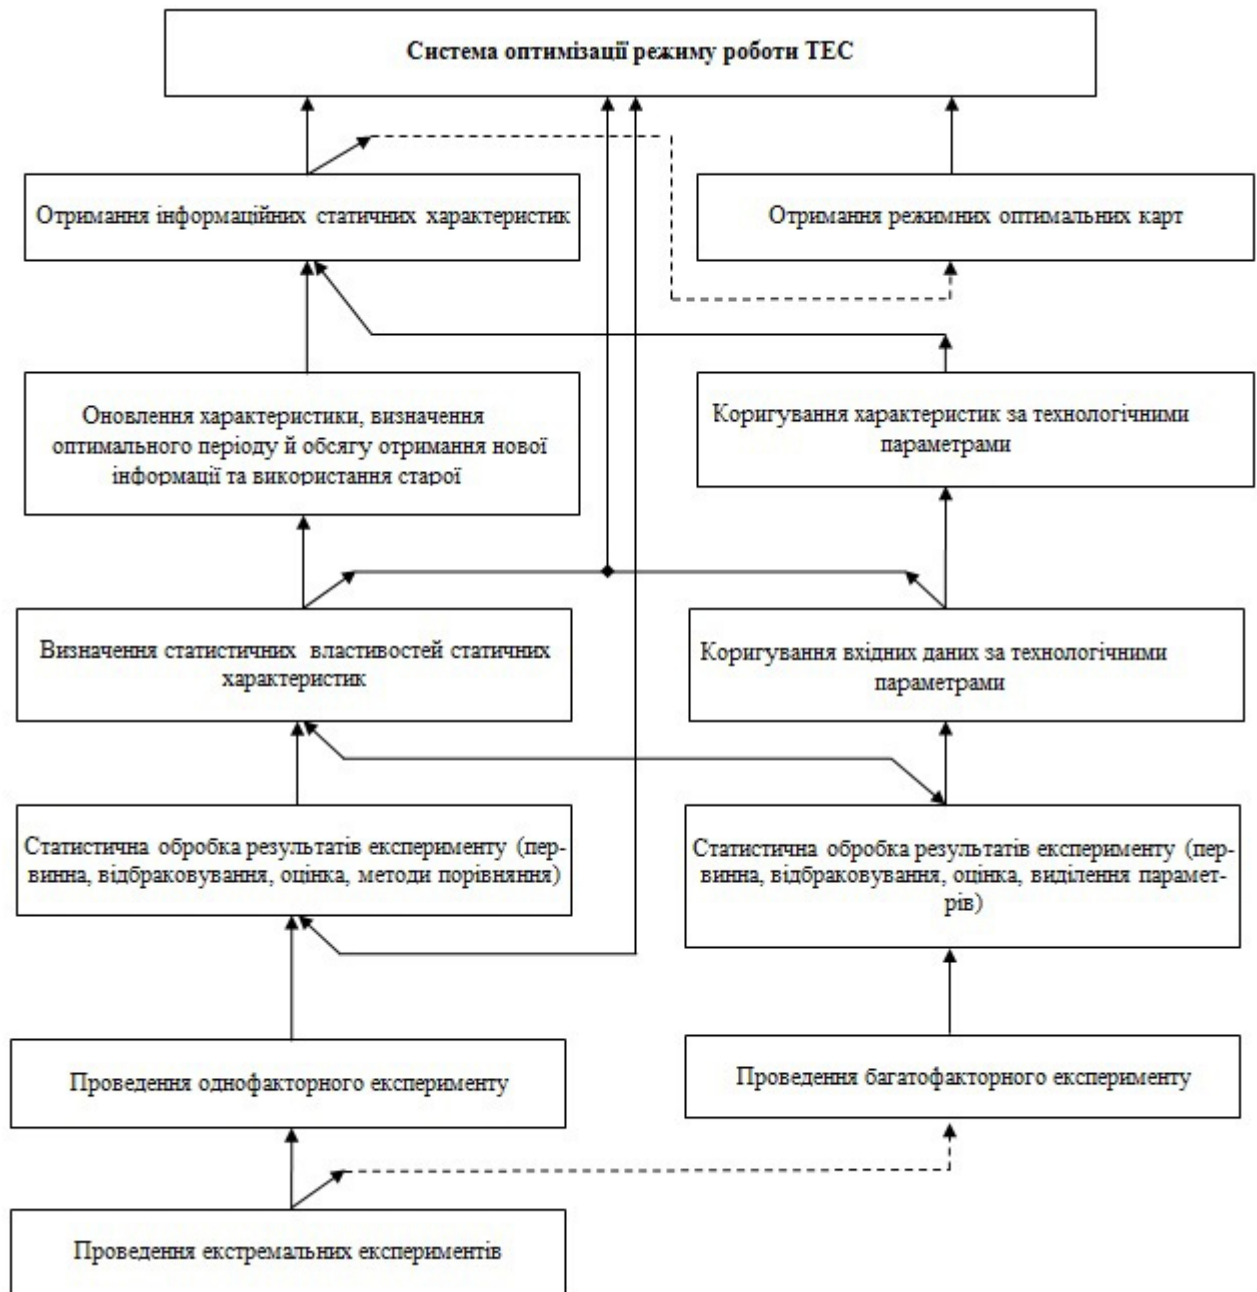 Система оптимізації режиму роботи ТЕС
Отримання інформаційних статичних характеристик
Отримання режимних оптимальних карт
Оновлення характеристики, визначення
оптимального періоду й обсягу отримання нової
інформації та використання старої
Коригування характеристик за технологічними
параметрами
Визначення статистичних властивостей статичних
характеристик
Коригування вхідних даних за технологічними
параметрами
Статистична обробка результатів експерименту (пер-
винна, відбраковування, оцінка, методи порівняння)
Статистична обробка результатів експерименту (пер-
винна, відбраковування, оцінка, виділення парамет-
рів)
Проведення однофакторного експерименту
Проведення багатофакторного експерименту
Проведення екстремальних експериментів